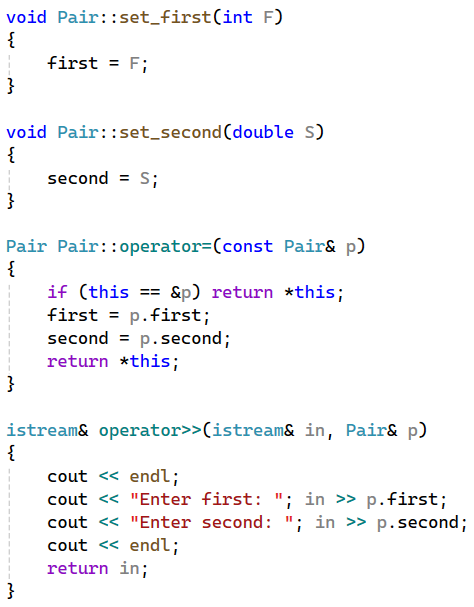 void Pair::set_first(int F)
{
    first = F;
}

void Pair::set_second(double S)
{
    second = S;
}

Pair Pair::operator=(const Pair& p)
{
    if (this == &p) return *this;
    first = p.first;
    second = p.second;
    return *this;
}

istream& operator>>(istream& in, Pair& p)
{
    cout << endl;
    cout << "Enter first: "; in >> p.first;
    cout << "Enter second: "; in >> p.second;
    cout << endl;
    return in;
}